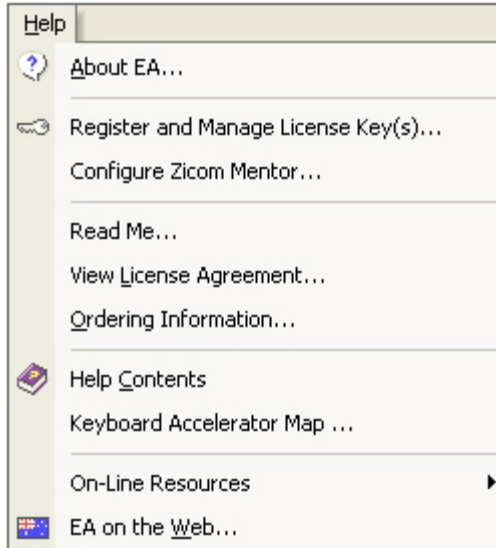 Help
About EA...
Register and Manage License Key(s)...
Configure Zicom Mentor...
Read Me...
View License Agreement...
Ordering Information...
Help Contents
Keyboard Accelerator Map ...
On-Line Resources
EA on the Web...